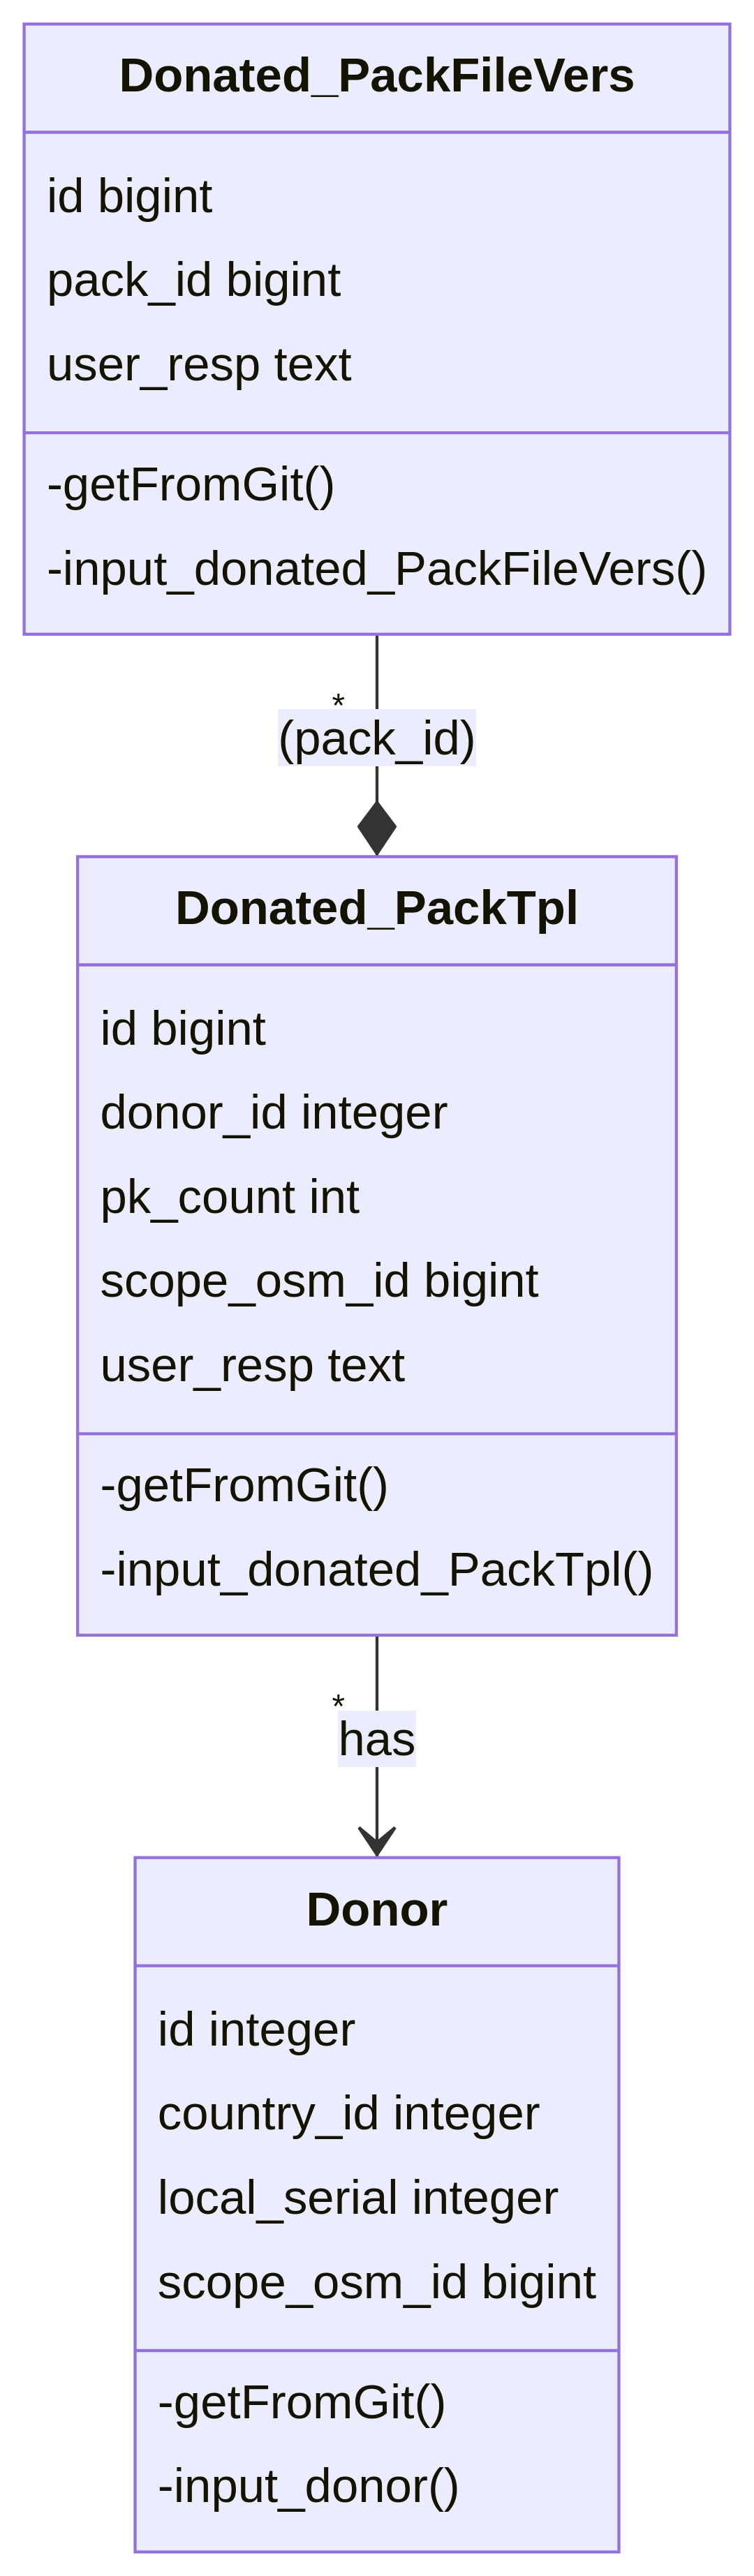 Donated_PackFileVers
id bigint
pack_id bigint
user_resp text
-getFromGit()
-input_donated_PackFileVers()
*
(pack_id)
Donated_PackTpl
id bigint
donor_id integer
pk_count int
scope_osm_id bigint
user_resp text
-getFromGit()
-input_donated_PackTpl()
*
has
Donor
id integer
country_id integer
local_serial integer
scope_osm_id bigint
-getFromGit()
-input_donor()